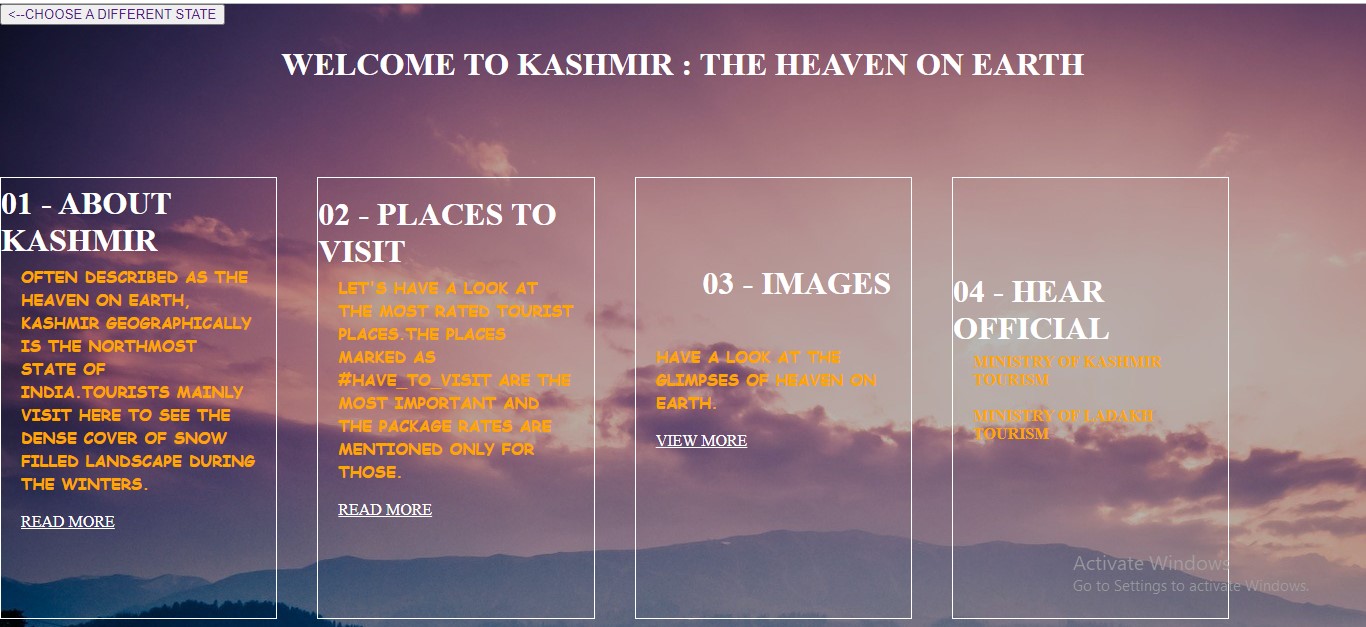 <--CHOOSE A DIFFERENT STATE
WELCOME TO KASHMIR : THE HEAVEN ON EARTH
01 - ABOUT
KASHMIR
OFTEN DESCRIBED AS THE
HEAVEN ON EARTH,
KASHMIR GEOGRAPHICALLY
IS THE NORTHMOST
STATE OF
INDIA.TOURISTS MAINLY
VISIT HERE TO SEE THE
DENSE COVER OF SNOW
FILLED LANDSCAPE DURING
THE WINTERS.
READ MORE
02 - PLACES TO
VISIT
LET'S HAVE A LOOK AT
THE MOST RATED TOURIST
PLACES.THE PLACES
MARKED AS
#HAVE_TO_VISIT ARE THE
MOST IMPORTANT AND
THE PACKAGE RATES ARE
MENTIONED ONLY FOR
THOSE.
READ MORE
03 - IMAGES
HAVE A LOOK AT THE
GLIMPSES OF HEAVEN ON
EARTH.
VIEW MORE
04 - HEAR
OFFICIAL
MINISTRY OF KASHMIR
TOURISM
MINISTRY OF LADAKH
TOURISM
Activate Windows
Go to Settings to activate Windows.